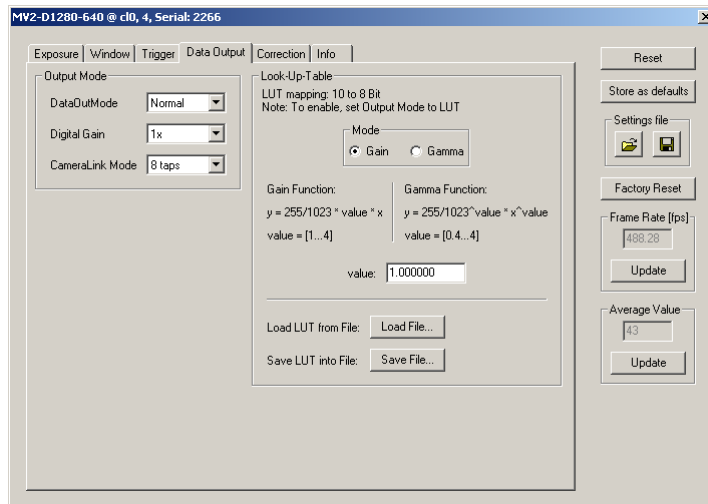 MV2-D1280-640 @ cl0, 4, Serial: 2266
Exposure Window Trigger Data Output Correction Info
Output Mode
DataOutMode Normal
Digital Gain 1x
CameraLink Mode 8 taps
Look-Up-Table
LUT mapping: 10 to 8 Bit
Note: To enable, set Output Mode to LUT
Mode
Gain Gamma
Gain Function: Gamma Function:
y = 255/1023 * value * x y = 255/1023^value * x^value
value = [1...4] value = [0.4...4]
value: 1.000000
Load LUT from File: Load File...
Save LUT into File: Save File...
Reset
Store as defaults
Settings file
Factory Reset
Frame Rate [fps]
488.28
Update
Average Value
43
Update